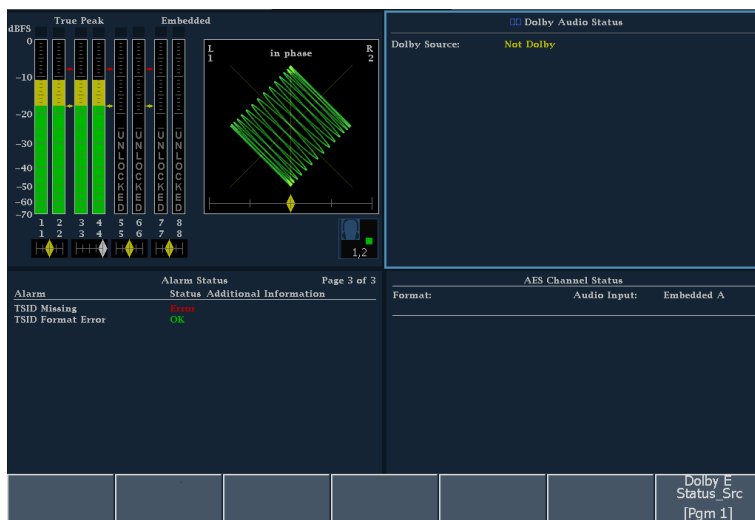 True Peak Embedded
dBFS
0
-10
-20
-30
-40
-50
-60
-70
UNLOCKED UNLOCKED UNLOCKED UNLOCKED
1 2 3 4 5 6 7 8
1 2 3 4 5 6 7 8
L in phase R
1 2
1,2
Dolby Audio Status
Dolby Source: Not Dolby
Alarm Status Page 3 of 3
Alarm Status Additional Information
TSID Missing Error
TSID Format Error OK
AES Channel Status
Format: Audio Input: Embedded A
Dolby E
Status_Src
[Pgm 1]